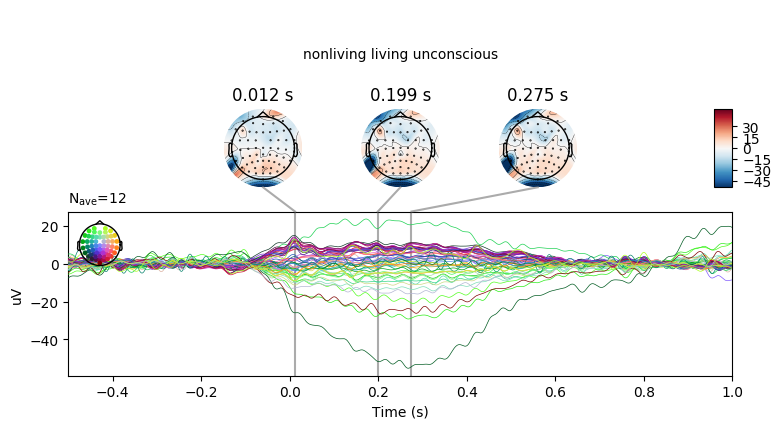 nonliving living unconscious
0.012 s 0.199 s 0.275 s
30
15
0
−15
−30
−45
Nave=12
20
0
−20
−40
uV
−0.4 −0.2 0.0 0.2 0.4 0.6 0.8 1.0
Time (s)